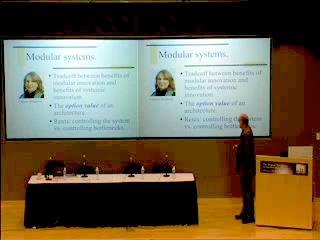 Modular systems.
• Tradeoff between benefits of
modular innovation and
benefits of systemic
innovation.
• The option value of an
architecture.
• Rents: controlling the system
vs. controlling bottlenecks.
Modular systems.
• Tradeoff between benefits of
modular innovation and
benefits of systemic
innovation.
• The option value of an
architecture.
• Rents: controlling the system
vs. controlling